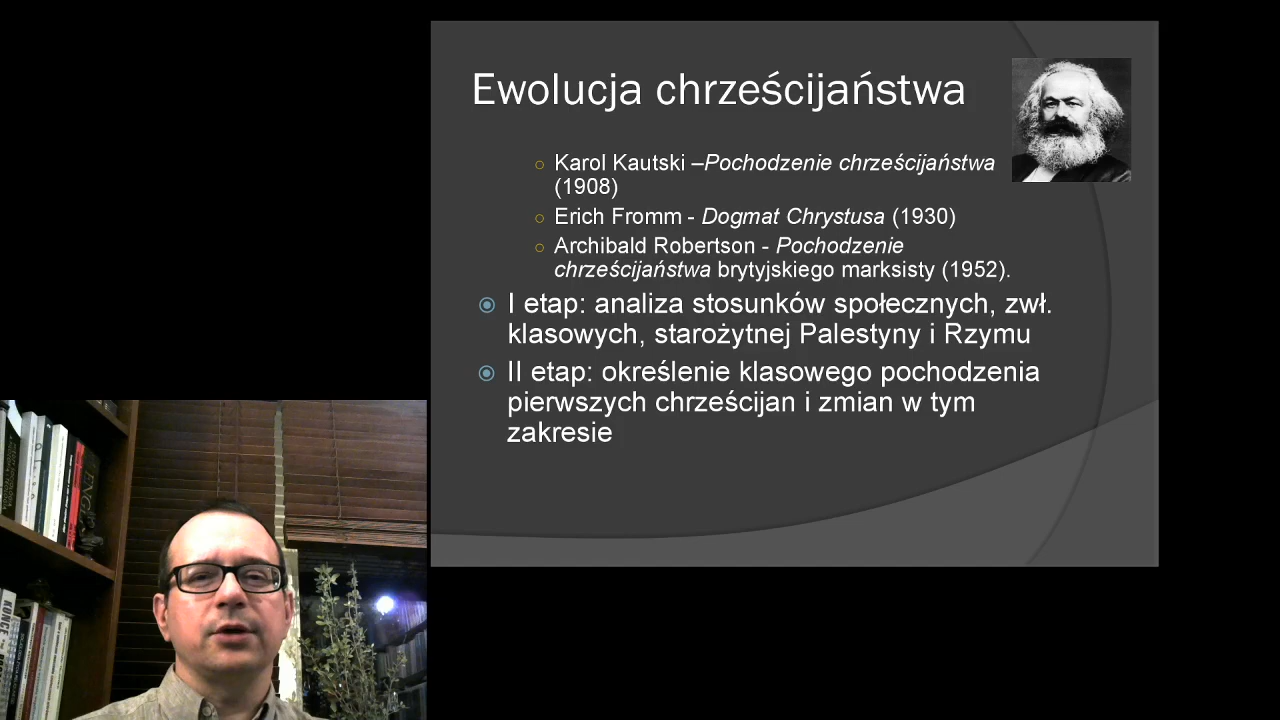 Ewolucja chrześcijaństwa
Karol Kautski –Pochodzenie chrześcijaństwa
(1908)
Erich Fromm - Dogmat Chrystusa (1930)
Archibald Robertson - Pochodzenie
chrześcijaństwa brytyjskiego marksisty (1952).
I etap: analiza stosunków społecznych, zwł.
klasowych, starożytnej Palestyny i Rzymu
II etap: określenie klasowego pochodzenia
pierwszych chrześcijan i zmian w tym
zakresie